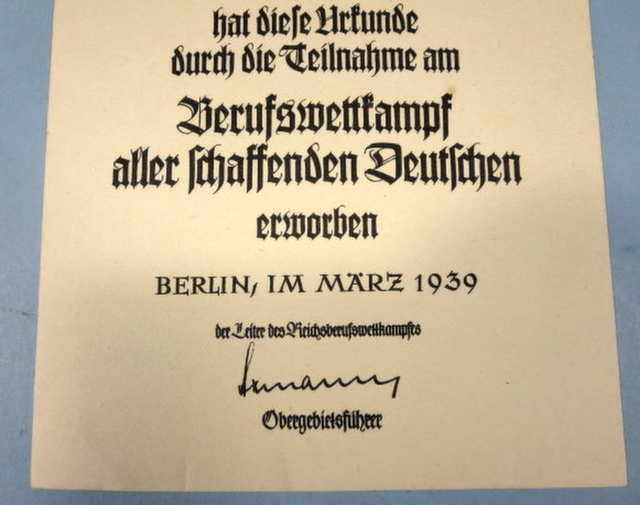 hat diese Urkunde
durch die Teilnahme am
Berufswettkampf
aller schaffenden Deutschen
erworben
BERLIN, IM MÄRZ 1939
der Leiter des Reichsberufswettkampfes
Obergebietsführer